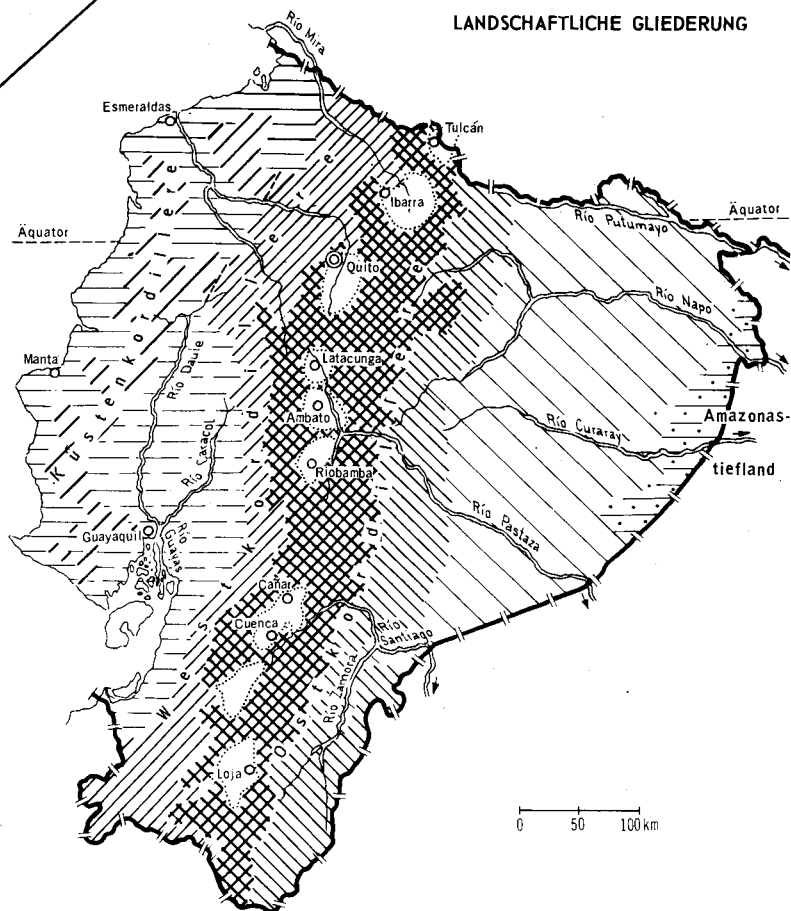 LANDSCHAFTLICHE GLIEDERUNG
Río Mira
Esmeraldas
Tulcán
Ibarra
Äquator
Äquator
Río Putumayo
Quito
Küstenkordillere
Westkordillere
Ostkordillere
Río Napo
Manta
Río Daule
Latacunga
Ambato
Río Caracol
Río Curaray
Amazonas-
tiefland
Riobamba
Río Pastaza
Guayaquil
Río
Guayas
Cañar
Cuenca
Río
Santiago
Río Zamora
Loja
0 50 100 km